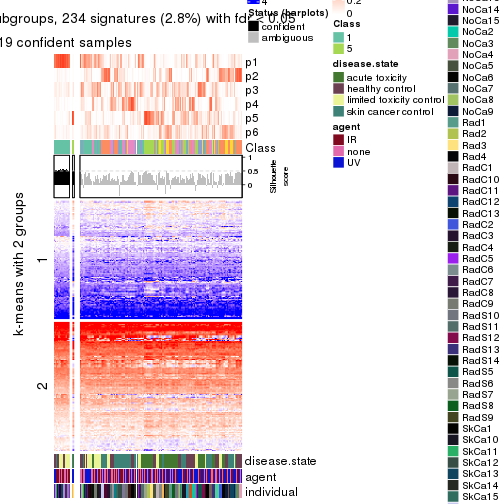 ubgroups, 234 signatures (2.8%) with fdr < 0.05
19 confident samples
p1
p2
p3
p4
p5
p6
Class
1
0.5
0
Silhouette
score
k-means with 2 groups
1
2
disease.state
agent
individual
4
Status (barplots)
confident
ambiguous
0.2
Class
1
5
disease.state
acute toxicity
healthy control
limited toxicity control
skin cancer control
agent
IR
none
UV
NoCa14
NoCa15
NoCa2
NoCa3
NoCa4
NoCa5
NoCa6
NoCa7
NoCa8
NoCa9
Rad1
Rad2
Rad3
Rad4
RadC1
RadC10
RadC11
RadC12
RadC13
RadC2
RadC3
RadC4
RadC5
RadC6
RadC7
RadC8
RadC9
RadS10
RadS11
RadS12
RadS13
RadS14
RadS5
RadS6
RadS7
RadS8
RadS9
SkCa1
SkCa10
SkCa11
SkCa12
SkCa13
SkCa14
SkCa15